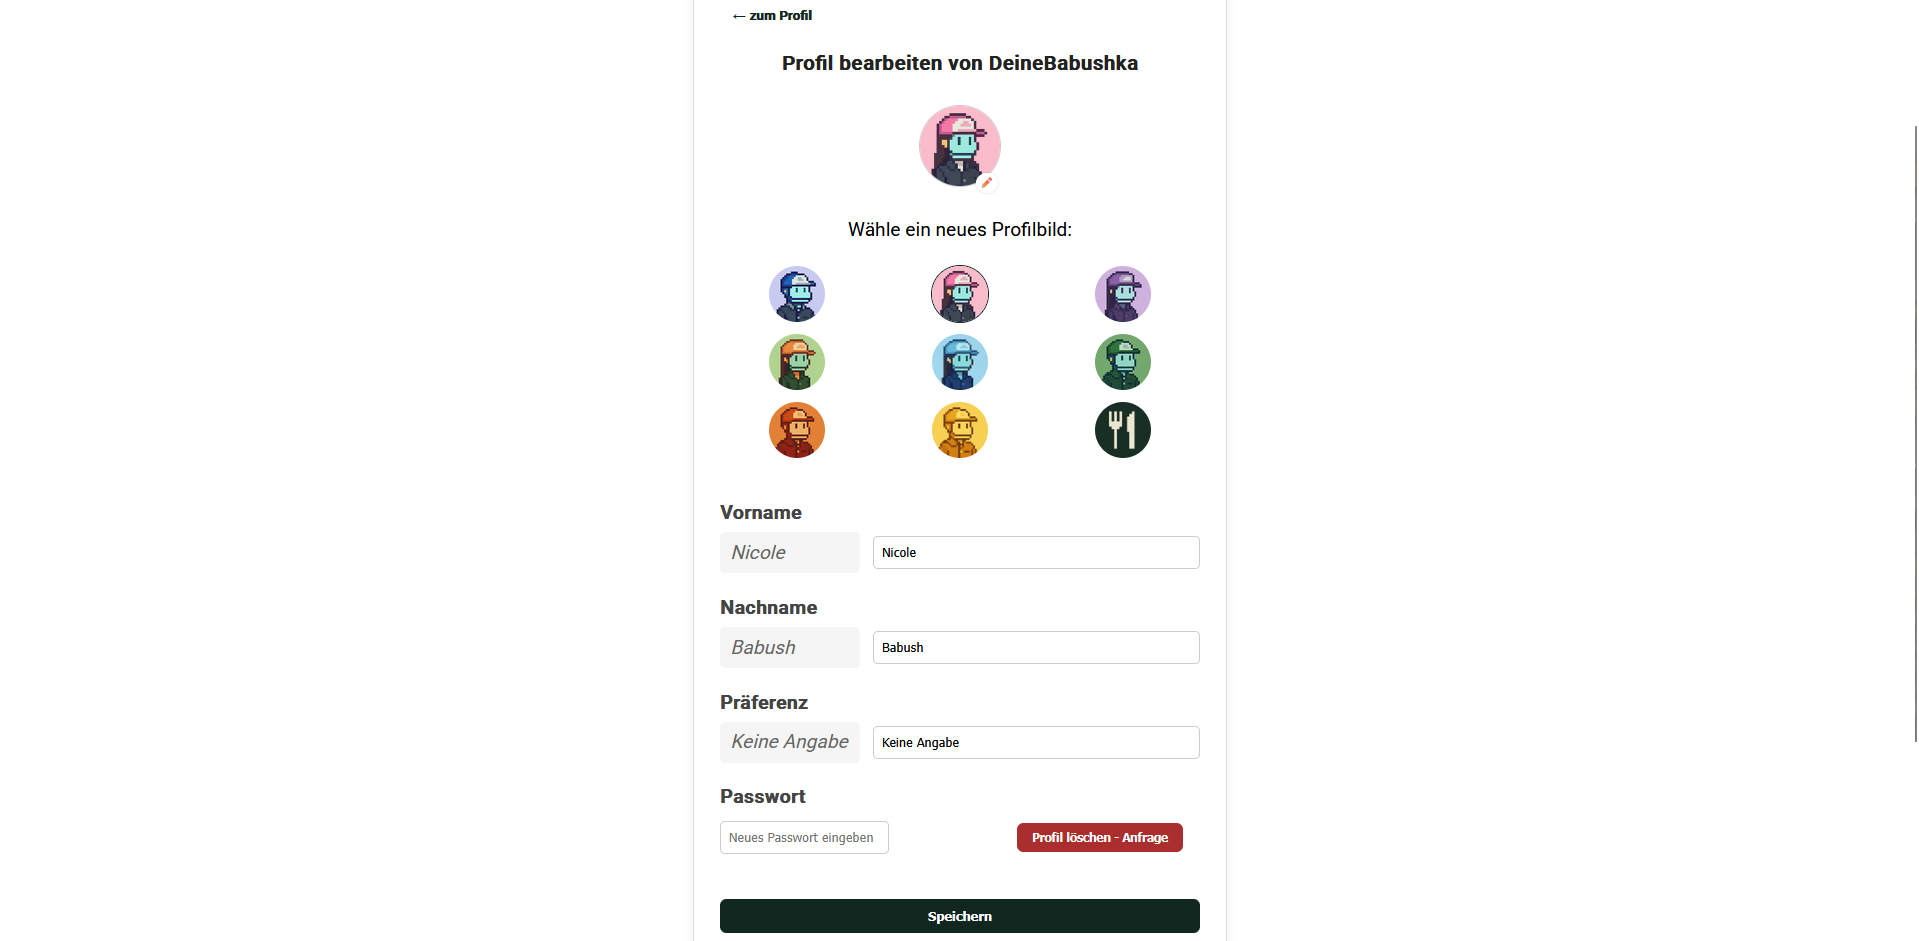 ← zum Profil
Profil bearbeiten von DeineBabushka
Wähle ein neues Profilbild:
Vorname
Nicole Nicole
Nachname
Babush Babush
Präferenz
Keine Angabe Keine Angabe
Passwort
Neues Passwort eingeben Profil löschen - Anfrage
Speichern